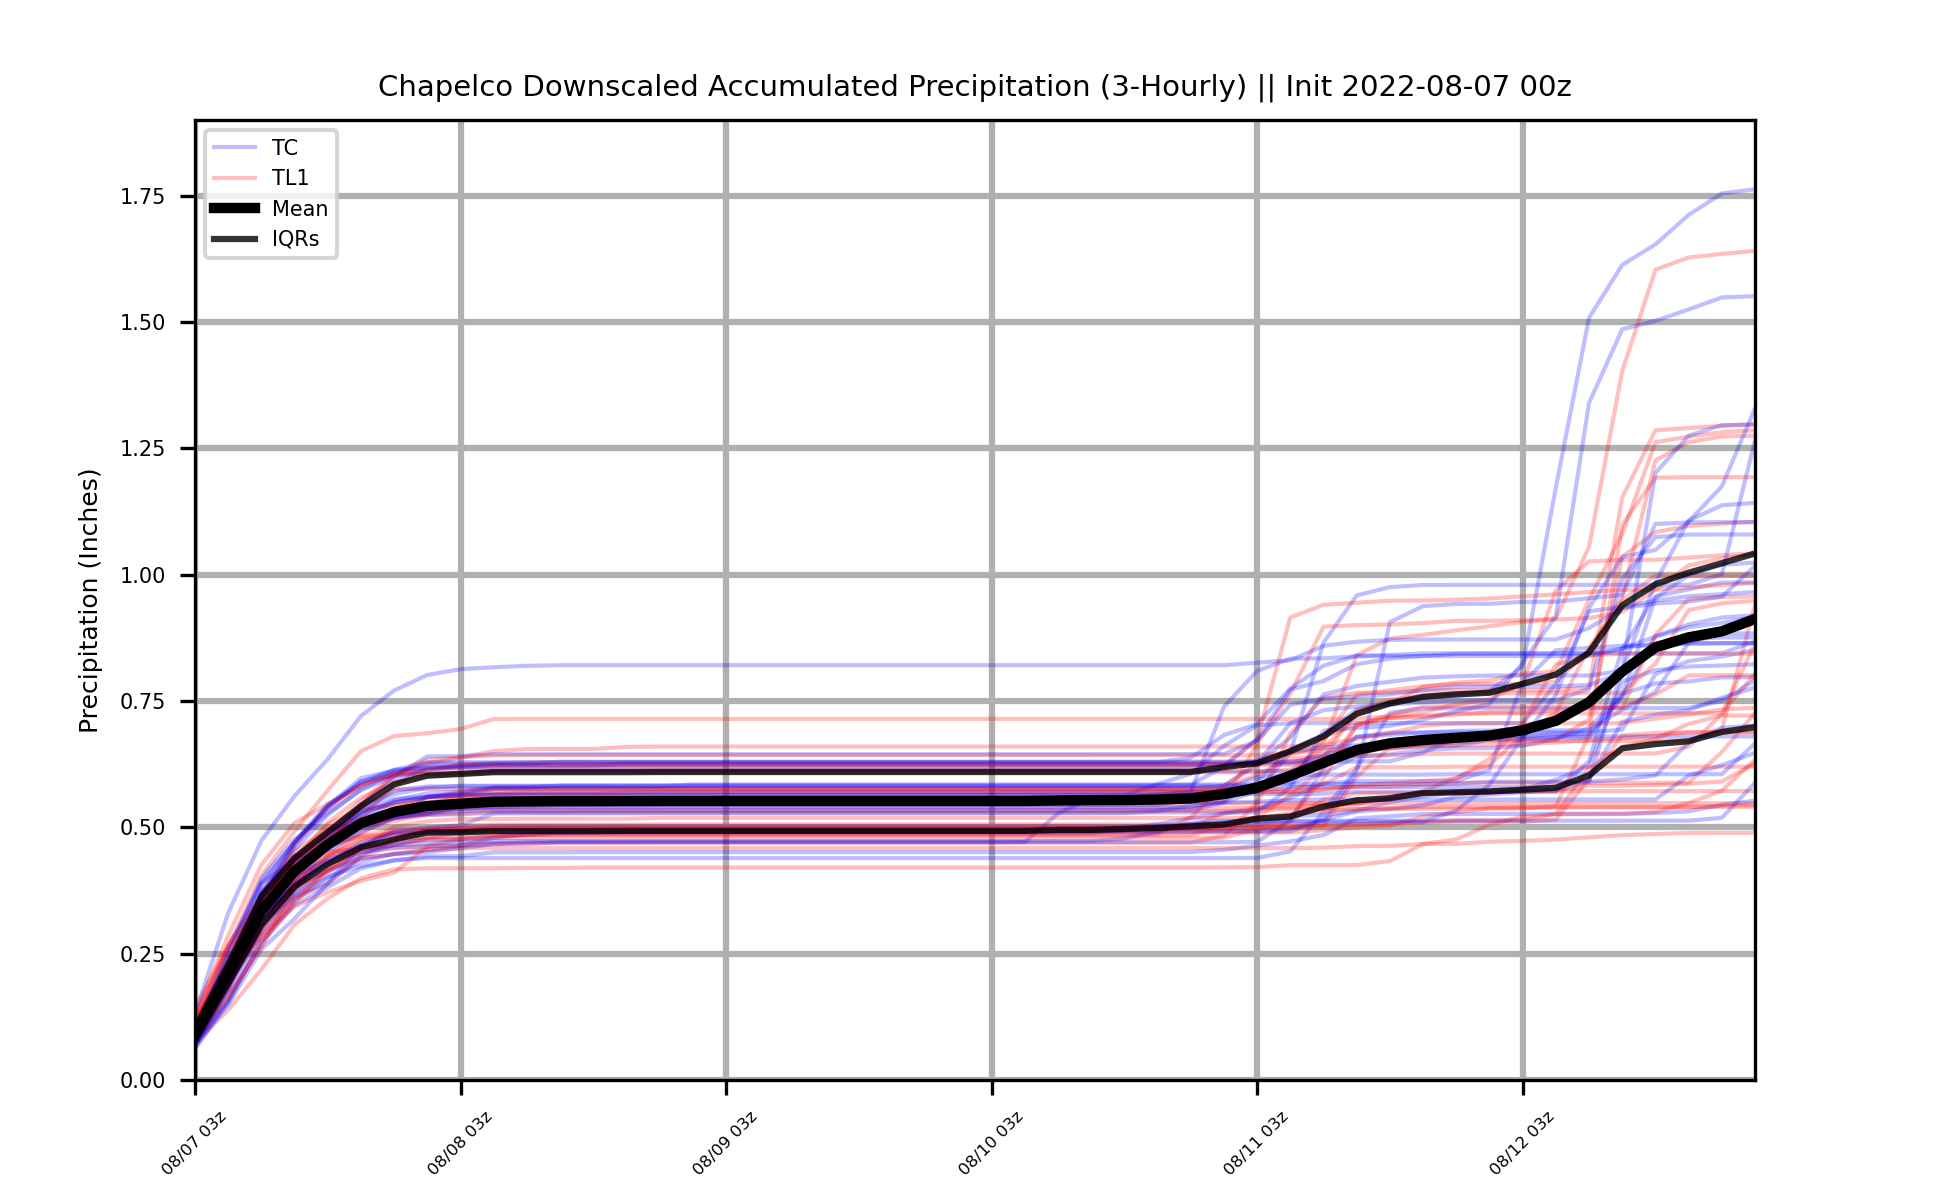 Chapelco Downscaled Accumulated Precipitation (3-Hourly) || Init 2022-08-07 00z
TC
TL1
Mean
IQRs
Precipitation (Inches)
1.75
1.50
1.25
1.00
0.75
0.50
0.25
0.00
08/07 03z
08/08 03z
08/09 03z
08/10 03z
08/11 03z
08/12 03z